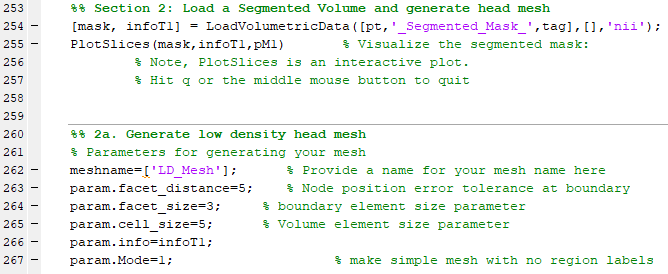 253 %% Section 2: Load a Segmented Volume and generate head mesh
254 - [mask, infoT1] = LoadVolumetricData([pt,'_Segmented_Mask_',tag],[],'nii');
255 - PlotSlices(mask,infoT1,pM1) % Visualize the segmented mask:
256 % Note, PlotSlices is an interactive plot.
257 % Hit q or the middle mouse button to quit
258
259
260 %% 2a. Generate low density head mesh
261 % Parameters for generating your mesh
262 - meshname=['LD_Mesh']; % Provide a name for your mesh name here
263 - param.facet_distance=5; % Node position error tolerance at boundary
264 - param.facet_size=3; % boundary element size parameter
265 - param.cell_size=5; % Volume element size parameter
266 - param.info=infoT1;
267 - param.Mode=1; % make simple mesh with no region labels